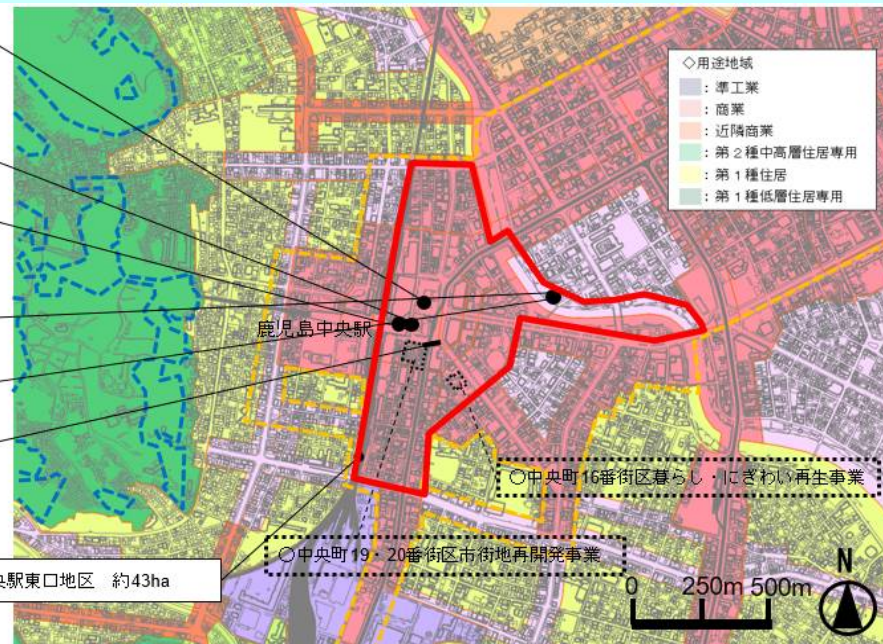 ◇用途地域
：準工業
：商業
：近隣商業
：第２種中高層住居専用
：第１種住居
：第１種低層住居専用
鹿児島中央駅
○中央町16番街区暮らし・にぎわい再生事業
○中央町19・20番街区市街地再開発事業
央駅東口地区　約43ha
0 250m 500m
N